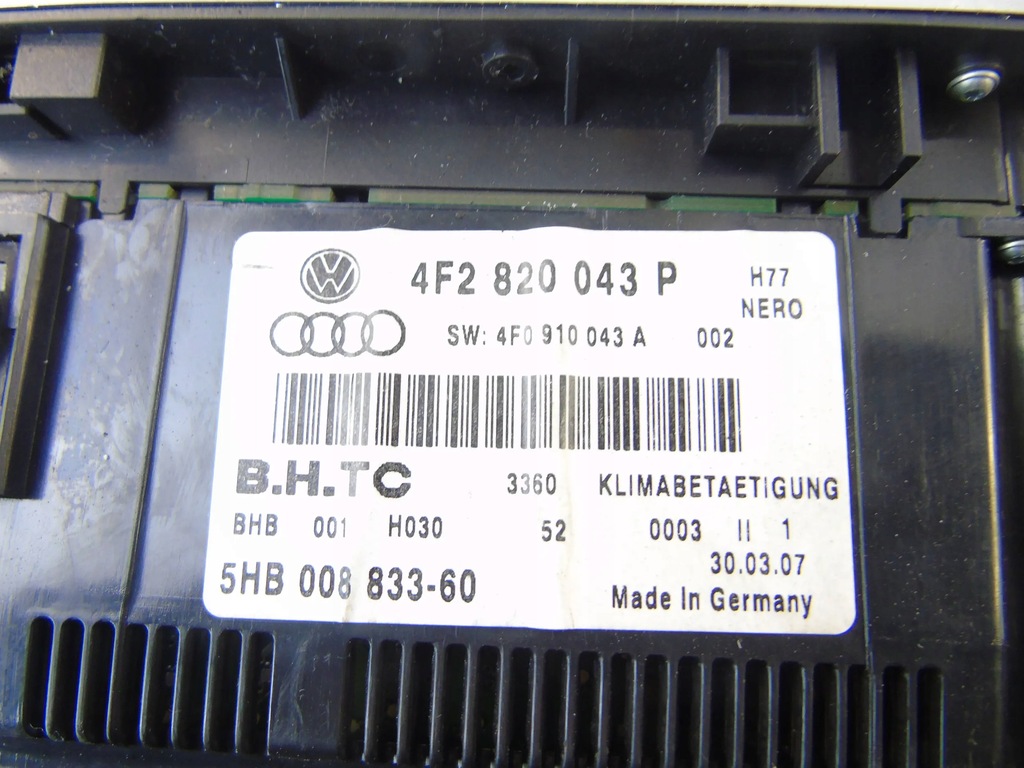 4F2 820 043 P H77
NERO
SW: 4F0 910 043 A 002
B.H.TC 3360 KLIMABETAETIGUNG
BHB 001 H030 52 0003 II 1
30.03.07
5HB 008 833-60 Made In Germany